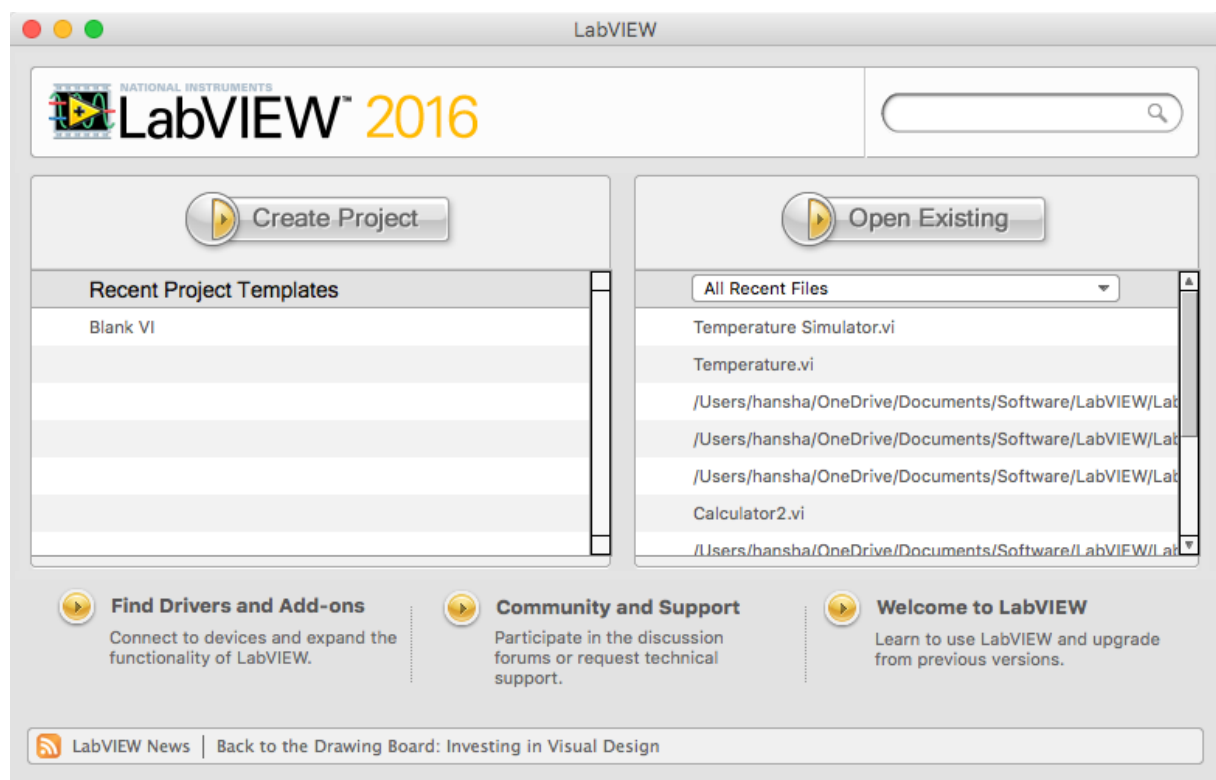 LabVIEW
NATIONAL INSTRUMENTS
LabVIEW™ 2016
Create Project
Recent Project Templates
Blank VI
Open Existing
All Recent Files
Temperature Simulator.vi
Temperature.vi
/Users/hansha/OneDrive/Documents/Software/LabVIEW/Lab
/Users/hansha/OneDrive/Documents/Software/LabVIEW/Lab
/Users/hansha/OneDrive/Documents/Software/LabVIEW/Lab
Calculator2.vi
/Users/hansha/OneDrive/Documents/Software/LabVIEW/Lab
Find Drivers and Add-ons
Connect to devices and expand the
functionality of LabVIEW.
Community and Support
Participate in the discussion
forums or request technical
support.
Welcome to LabVIEW
Learn to use LabVIEW and upgrade
from previous versions.
LabVIEW News | Back to the Drawing Board: Investing in Visual Design